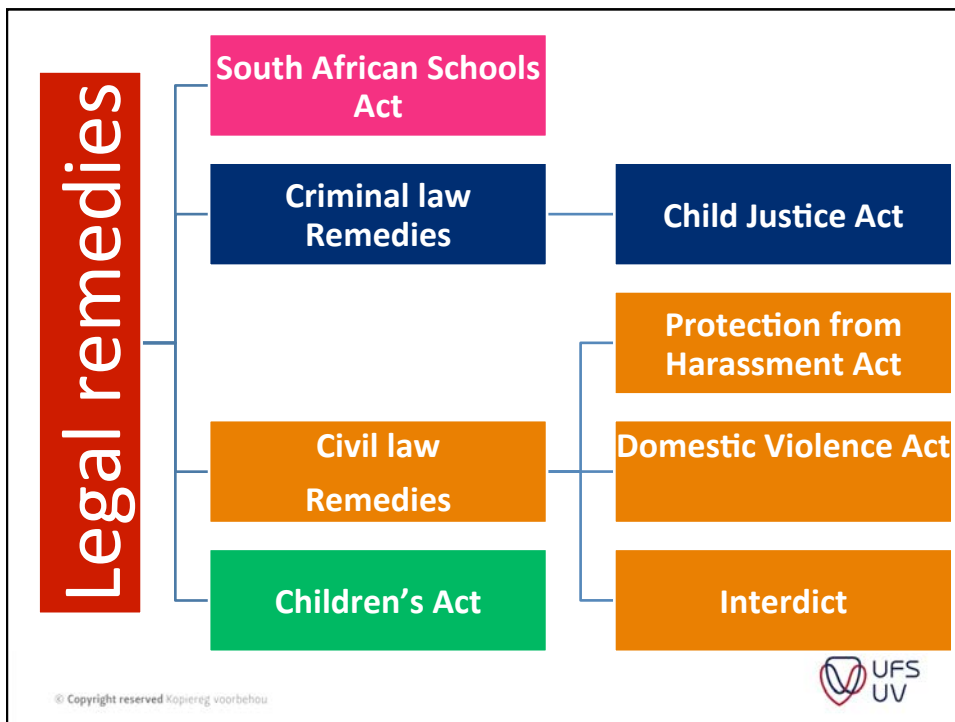 Legal remedies
South African Schools
Act
Criminal law
Remedies
Child Justice Act
Civil law
Remedies
Protection from
Harassment Act
Domestic Violence Act
Interdict
Children’s Act
© Copyright reserved Kopiereg voorbehou
UFS
UV